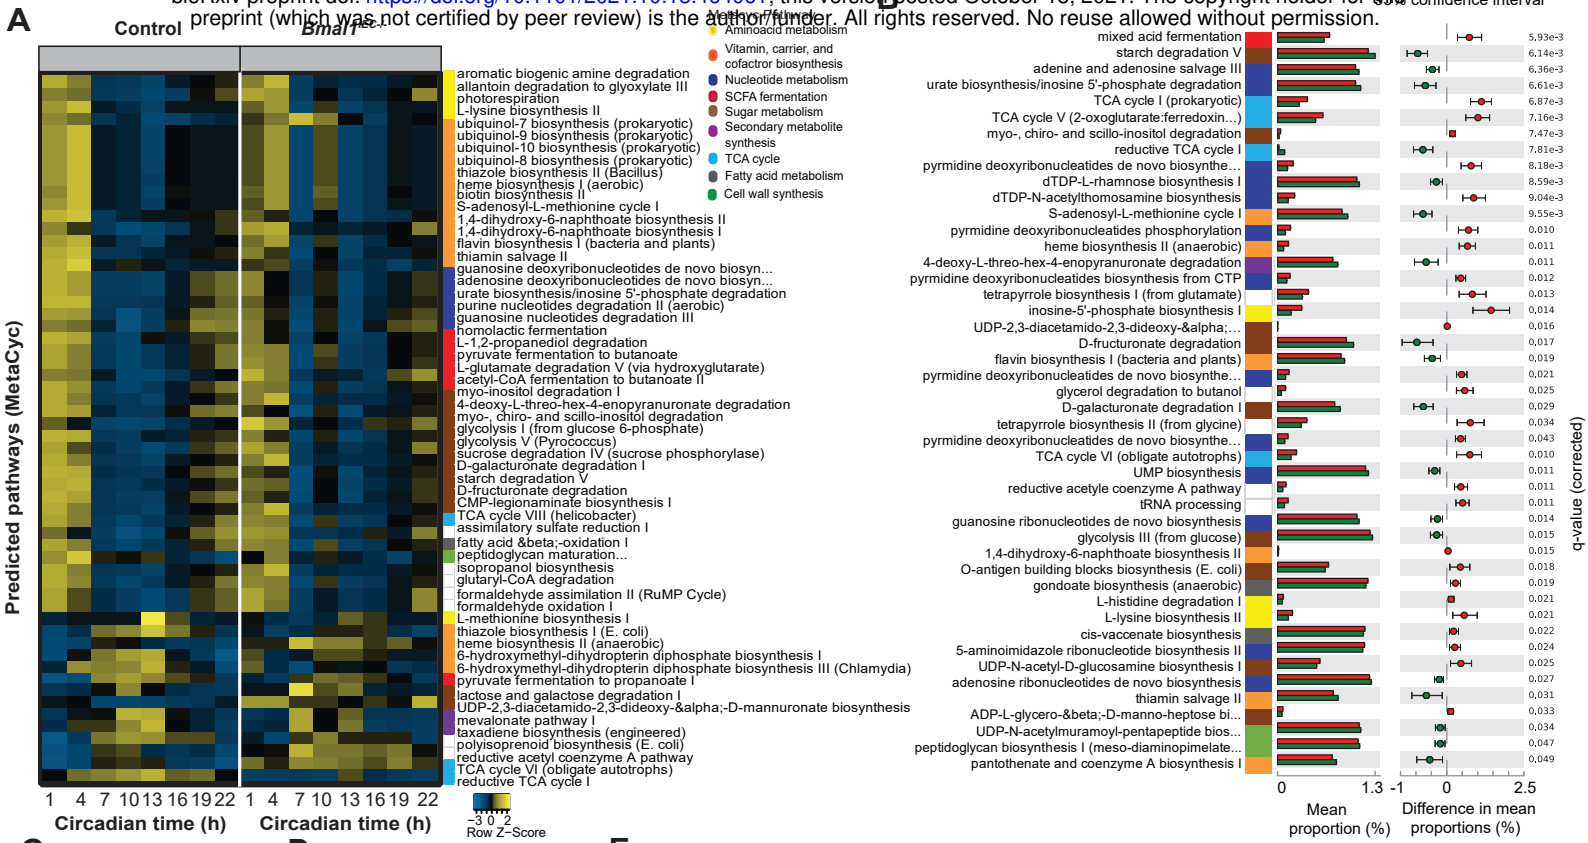 preprint (which was not certified by peer review) is the author/funder. All rights reserved. No reuse allowed without permission.
A
Control
Bmal1
Aminoacid metabolism
Vitamin, carrier, and
cofactror biosynthesis
Nucleotide metabolism
SCFA fermentation
Sugar metabolism
Secondary metabolite
synthesis
TCA cycle
Fatty acid metabolism
Cell wall synthesis
Predicted pathways (MetaCyc)
aromatic biogenic amine degradation
allantoin degradation to glyoxylate III
photorespiration
L-lysine biosynthesis II
ubiquinol-7 biosynthesis (prokaryotic)
ubiquinol-9 biosynthesis (prokaryotic)
ubiquinol-10 biosynthesis (prokaryotic)
ubiquinol-8 biosynthesis (prokaryotic)
thiazole biosynthesis II (Bacillus)
heme biosynthesis I (aerobic)
biotin biosynthesis II
S-adenosyl-L-methionine cycle I
1,4-dihydroxy-6-naphthoate biosynthesis II
1,4-dihydroxy-6-naphthoate biosynthesis I
flavin biosynthesis I (bacteria and plants)
thiamin salvage II
guanosine deoxyribonucleotides de novo biosyn...
adenosine deoxyribonucleotides de novo biosyn...
urate biosynthesis/inosine 5'-phosphate degradation
purine nucleotides degradation II (aerobic)
guanosine nucleotides degradation III
homolactic fermentation
L-1,2-propanediol degradation
pyruvate fermentation to butanoate
L-glutamate degradation V (via hydroxyglutarate)
acetyl-CoA fermentation to butanoate II
myo-inositol degradation I
4-deoxy-L-threo-hex-4-enopyranuronate degradation
myo-, chiro- and scillo-inositol degradation
glycolysis I (from glucose 6-phosphate)
glycolysis V (Pyrococcus)
sucrose degradation IV (sucrose phosphorylase)
D-galacturonate degradation I
starch degradation V
D-fructuronate degradation
CMP-legionaminate biosynthesis I
TCA cycle VIII (helicobacter)
assimilatory sulfate reduction I
fatty acid &beta;-oxidation I
peptidoglycan maturation...
isopropanol biosynthesis
glutaryl-CoA degradation
formaldehyde assimilation II (RuMP Cycle)
formaldehyde oxidation I
L-methionine biosynthesis I
thiazole biosynthesis I (E. coli)
heme biosynthesis II (anaerobic)
6-hydroxymethyl-dihydropterin diphosphate biosynthesis I
6-hydroxymethyl-dihydropterin diphosphate biosynthesis III (Chlamydia)
pyruvate fermentation to propanoate I
lactose and galactose degradation I
UDP-2,3-diacetamido-2,3-dideoxy-&alpha;-D-mannuronate biosynthesis
mevalonate pathway I
taxadiene biosynthesis (engineered)
polyisoprenoid biosynthesis (E. coli)
reductive acetyl coenzyme A pathway
TCA cycle VI (obligate autotrophs)
reductive TCA cycle I
1 4 7 10 13 16 19 22 1 4 7 10 13 16 19 22
Circadian time (h) Circadian time (h)
−3 0 2
Row Z−Score
mixed acid fermentation 5.93e-3
starch degradation V 6.14e-3
adenine and adenosine salvage III 6.36e-3
urate biosynthesis/inosine 5'-phosphate degradation 6.61e-3
TCA cycle I (prokaryotic) 6.87e-3
TCA cycle V (2-oxoglutarate:ferredoxin... 7.16e-3
myo-, chiro- and scillo-inositol degradation 7.47e-3
reductive TCA cycle I 7.81e-3
pyrmidine deoxyribonucleatides de novo biosynthe... 8.18e-3
dTDP-L-rhamnose biosynthesis I 8.59e-3
dTDP-N-acetylthomosamine biosynthesis 9.04e-3
S-adenosyl-L-methionine cycle I 9.55e-3
pyrmidine deoxyribonucleotides phosphorylation 0.010
heme biosynthesis II (anaerobic) 0.011
4-deoxy-L-threo-hex-4-enopyranuronate degradation 0.011
pyrmidine deoxyribonucleatides biosynthesis from CTP 0.012
tetrapyrrole biosynthesis I (from glutamate) 0.013
inosine-5'-phosphate biosynthesis I 0.014
UDP-2,3-diacetamido-2,3-dideoxy-&alpha;... 0.016
D-fructuronate degradation 0.017
flavin biosynthesis I (bacteria and plants) 0.019
pyrmidine deoxyribonucleatides de novo biosynthe... 0.021
glycerol degradation to butanol 0.025
D-galacturonate degradation I 0.029
tetrapyrrole biosynthesis II (from glycine) 0.034
pyrmidine deoxyribonucleatides de novo biosynthe... 0.043
TCA cycle VI (obligate autotrophs) 0.010
UMP biosynthesis 0.011
reductive acetyle coenzyme A pathway 0.011
tRNA processing 0.011
guanosine ribonucleotides de novo biosynthesis 0.014
glycolysis III (from glucose) 0.015
1,4-dihydroxy-6-naphthoate biosynthesis II 0.015
O-antigen building blocks biosynthesis (E. coli) 0.018
gondoate biosynthesis (anaerobic) 0.019
L-histidine degradation I 0.021
L-lysine biosynthesis II 0.021
cis-vaccenate biosynthesis 0.022
5-aminoimidazole ribonucleotide biosynthesis II 0.024
UDP-N-acetyl-D-glucosamine biosynthesis I 0.025
adenosine ribonucleotides de novo biosynthesis 0.027
thiamin salvage II 0,031
ADP-L-glycero-&beta;-D-manno-heptose bi... 0.033
UDP-N-acetylmuramoyl-pentapeptide bios... 0.034
peptidoglycan biosynthesis I (meso-diaminopimelate... 0.047
pantothenate and coenzyme A biosynthesis I 0,049
0 1.3 -1 0 2.5
Mean
proportion (%)
Difference in mean
proportions (%)
q-value (corrected)